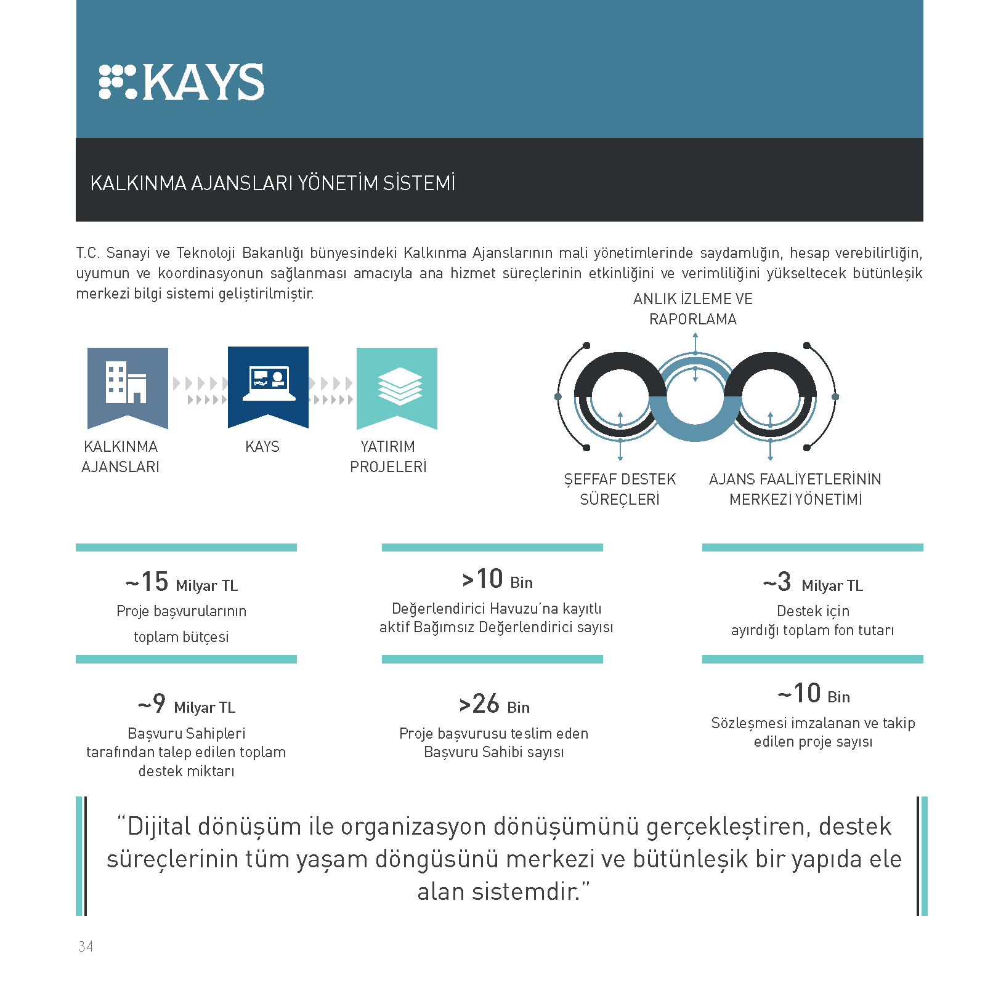 KAYS
KALKINMA AJANSLARI YÖNETİM SİSTEMİ
T.C. Sanayi ve Teknoloji Bakanlığı bünyesindeki Kalkınma Ajanslarının mali yönetimlerinde saydamlığın, hesap verebilirliğin,
uyumun ve koordinasyonun sağlanması amacıyla ana hizmet süreçlerinin etkinliğini ve verimliliğini yükseltecek bütünleşik
merkezi bilgi sistemi geliştirilmiştir.
ANLIK İZLEME VE
RAPORLAMA
KALKINMA
AJANSLARI
KAYS
YATIRIM
PROJELERİ
ŞEFFAF DESTEK
SÜREÇLERİ
AJANS FAALİYETLERİNİN
MERKEZİ YÖNETİMİ
~15 Milyar TL
Proje başvurularının
toplam bütçesi
>10 Bin
Değerlendirici Havuzu’na kayıtlı
aktif Bağımsız Değerlendirici sayısı
~3 Milyar TL
Destek için
ayırdığı toplam fon tutarı
~9 Milyar TL
Başvuru Sahipleri
tarafından talep edilen toplam
destek miktarı
>26 Bin
Proje başvurusu teslim eden
Başvuru Sahibi sayısı
~10 Bin
Sözleşmesi imzalanan ve takip
edilen proje sayısı
“Dijital dönüşüm ile organizasyon dönüşümünü gerçekleştiren, destek
süreçlerinin tüm yaşam döngüsünü merkezi ve bütünleşik bir yapıda ele
alan sistemdir.”
34